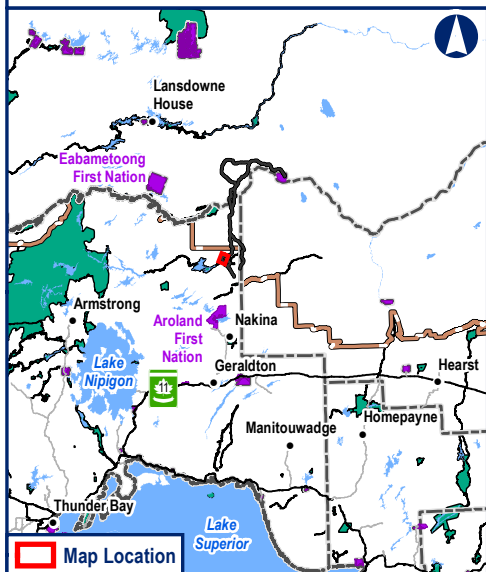 Lansdowne
House
Eabametoong
First Nation
Armstrong
Aroland
First
Nation
Nakina
Lake
Nipigon
Geraldton
11
Hearst
Manitouwadge
Homepayne
Thunder Bay
Lake
Superior
Map Location